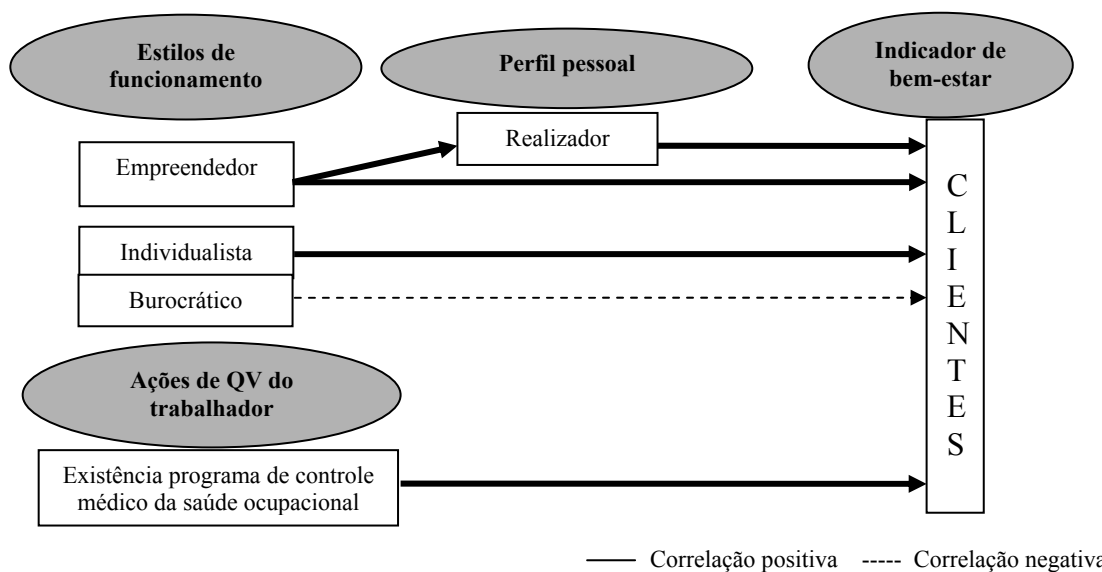 Estilos de
funcionamento
Perfil pessoal
Indicador de
bem-estar
Realizador
Empreendedor
Individualista
Burocrático
CLIENTES
Ações de QV do
trabalhador
Existência programa de controle
médico da saúde ocupacional
Correlação positiva
Correlação negativa